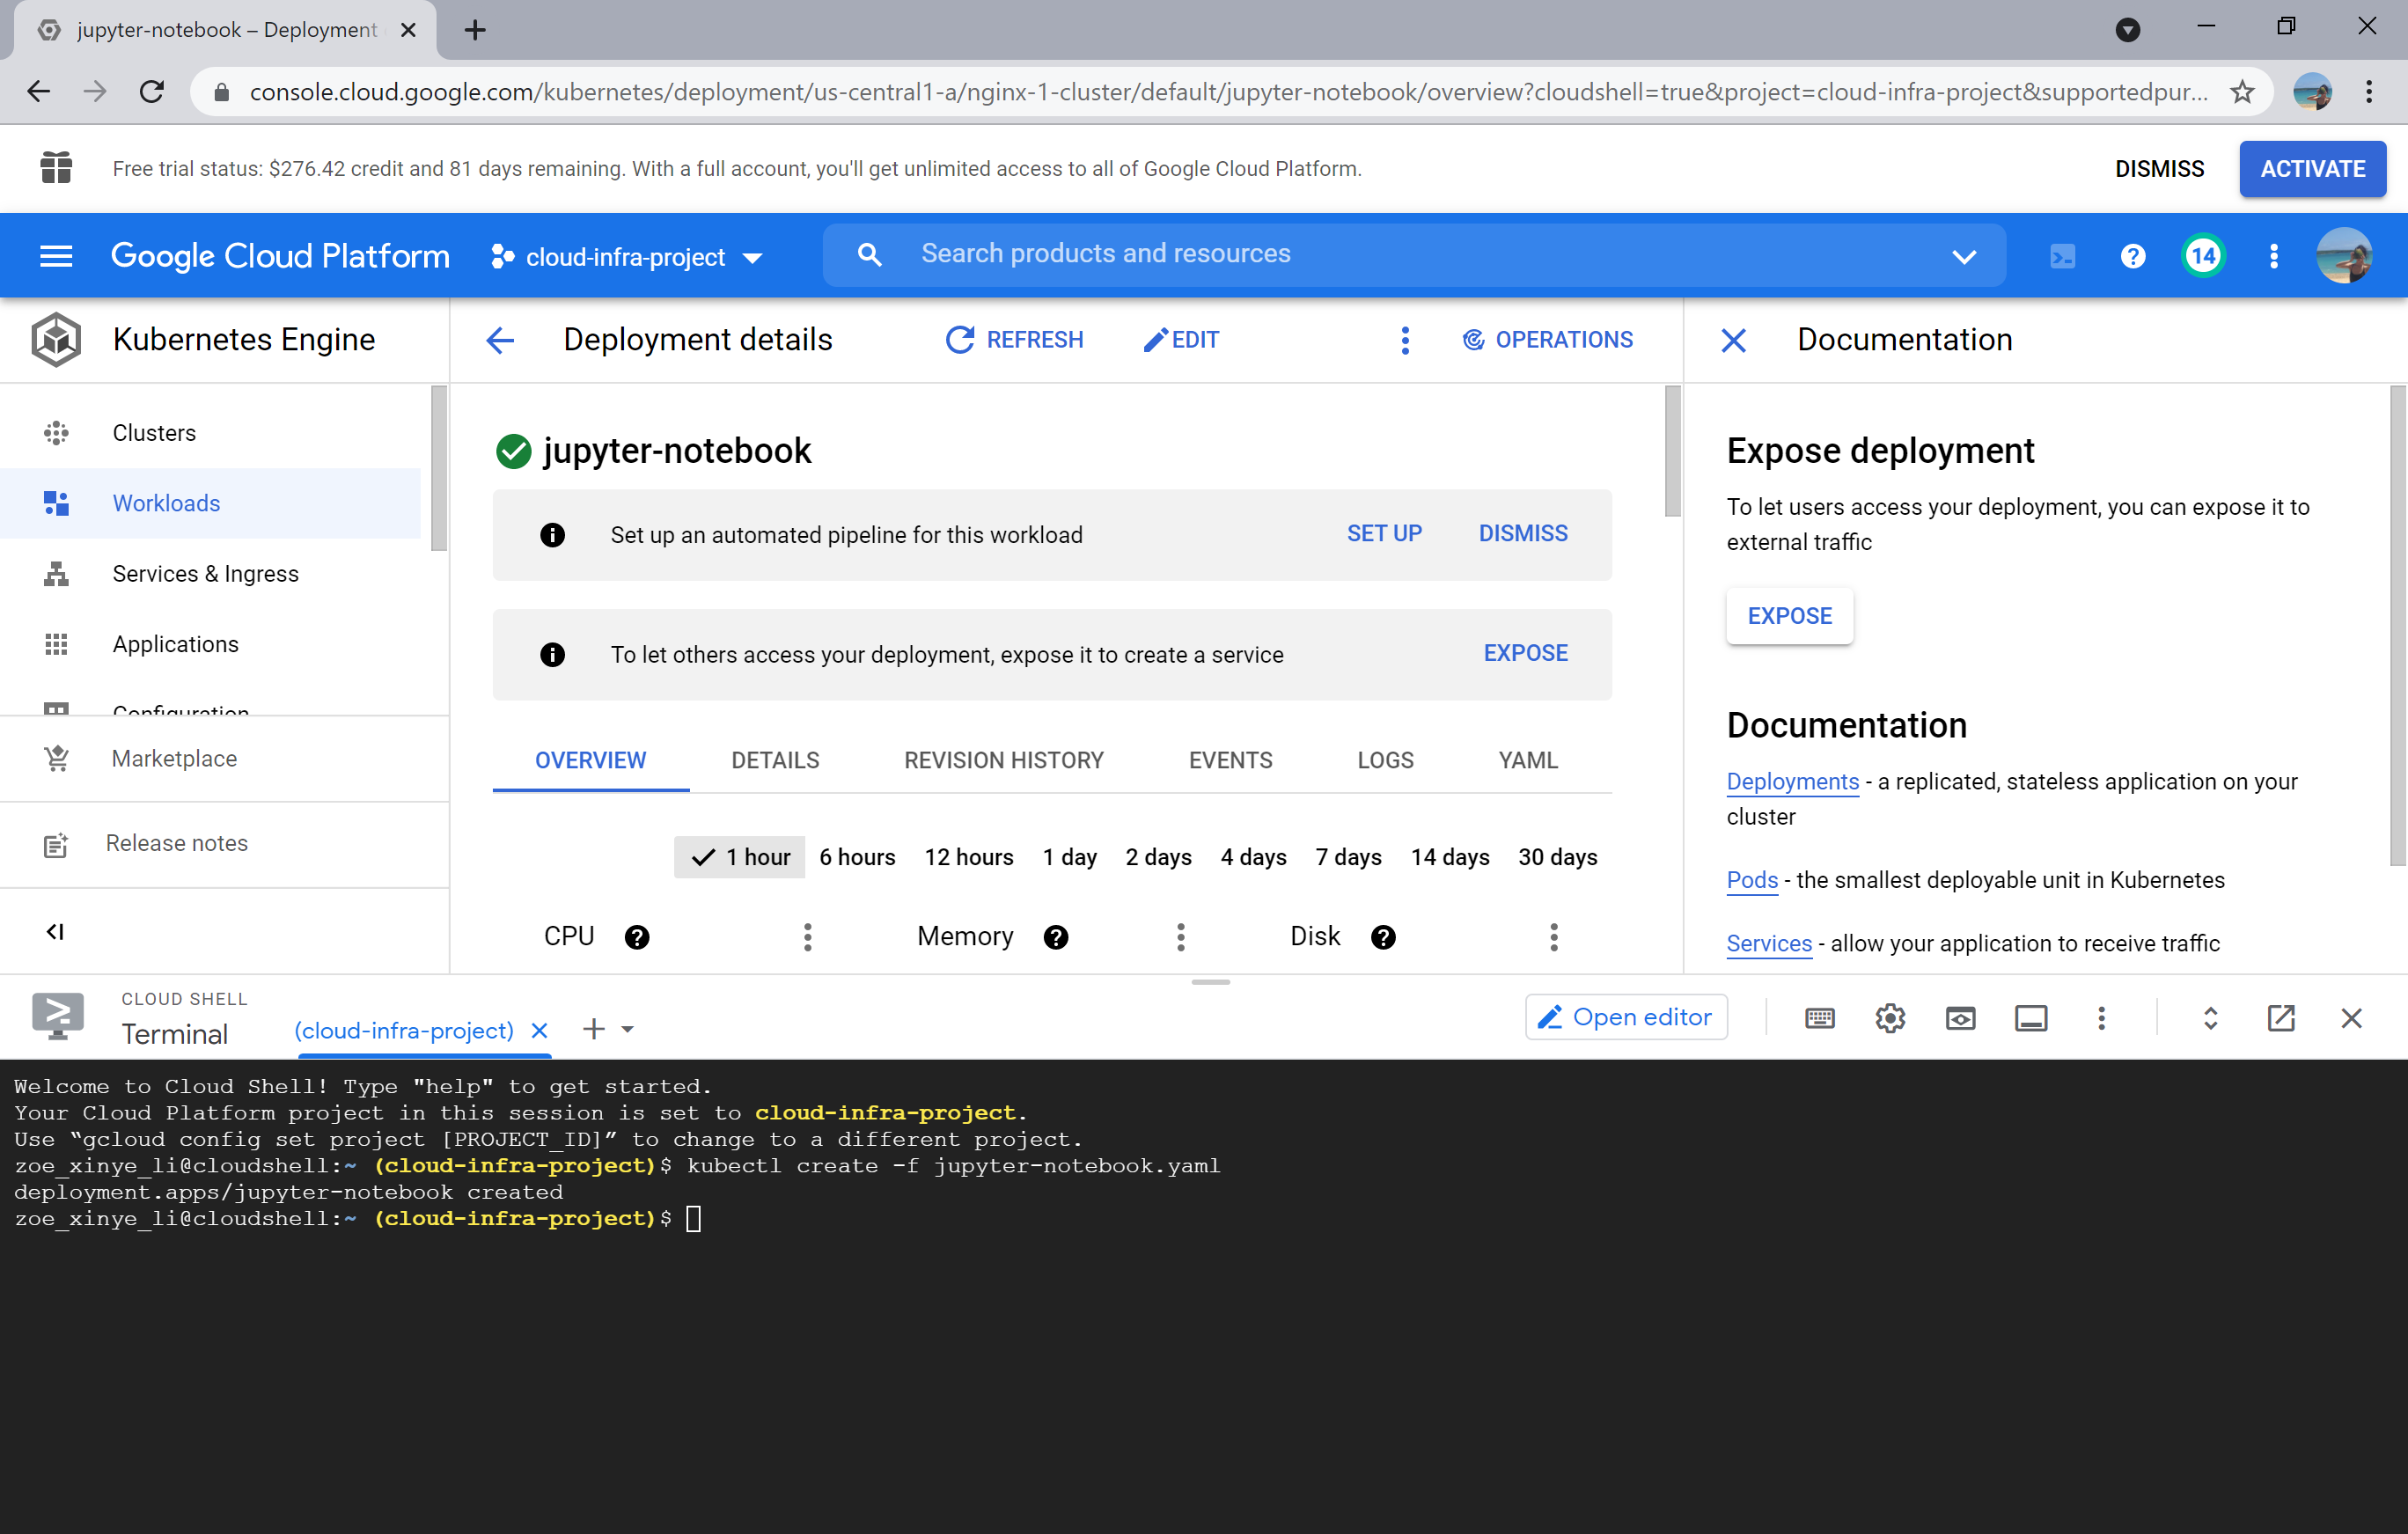 jupyter-notebook – Deployment
console.cloud.google.com/kubernetes/deployment/us-central1-a/nginx-1-cluster/default/jupyter-notebook/overview?cloudshell=true&project=cloud-infra-project&supportedpur...
Free trial status: $276.42 credit and 81 days remaining. With a full account, you'll get unlimited access to all of Google Cloud Platform.
DISMISS
ACTIVATE
Google Cloud Platform
cloud-infra-project
Search products and resources
14
Kubernetes Engine
Clusters
Workloads
Services & Ingress
Applications
Configuration
Marketplace
Release notes
Deployment details
REFRESH
EDIT
OPERATIONS
jupyter-notebook
Set up an automated pipeline for this workload
SET UP
DISMISS
To let others access your deployment, expose it to create a service
EXPOSE
OVERVIEW
DETAILS
REVISION HISTORY
EVENTS
LOGS
YAML
1 hour
6 hours
12 hours
1 day
2 days
4 days
7 days
14 days
30 days
CPU
Memory
Disk
Documentation
Expose deployment
To let users access your deployment, you can expose it to
external traffic
EXPOSE
Documentation
Deployments - a replicated, stateless application on your
cluster
Pods - the smallest deployable unit in Kubernetes
Services - allow your application to receive traffic
CLOUD SHELL
Terminal
(cloud-infra-project)
Open editor
Welcome to Cloud Shell! Type "help" to get started.
Your Cloud Platform project in this session is set to cloud-infra-project.
Use “gcloud config set project [PROJECT_ID]” to change to a different project.
zoe_xinye_li@cloudshell:~ (cloud-infra-project)$ kubectl create -f jupyter-notebook.yaml
deployment.apps/jupyter-notebook created
zoe_xinye_li@cloudshell:~ (cloud-infra-project)$